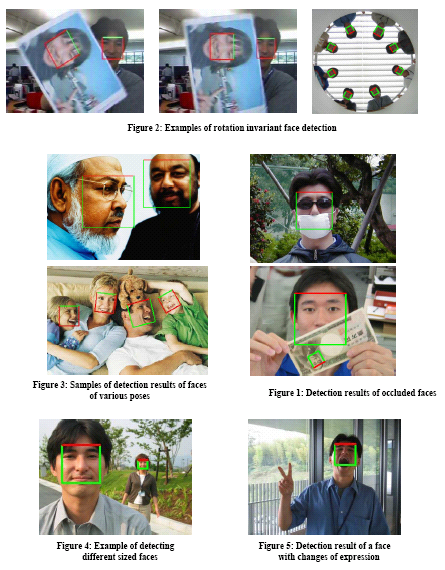 Figure 2: Examples of rotation invariant face detection
Figure 3: Samples of detection results of faces
of various poses
Figure 1: Detection results of occluded faces
Figure 4: Example of detecting
different sized faces
Figure 5: Detection result of a face
with changes of expression